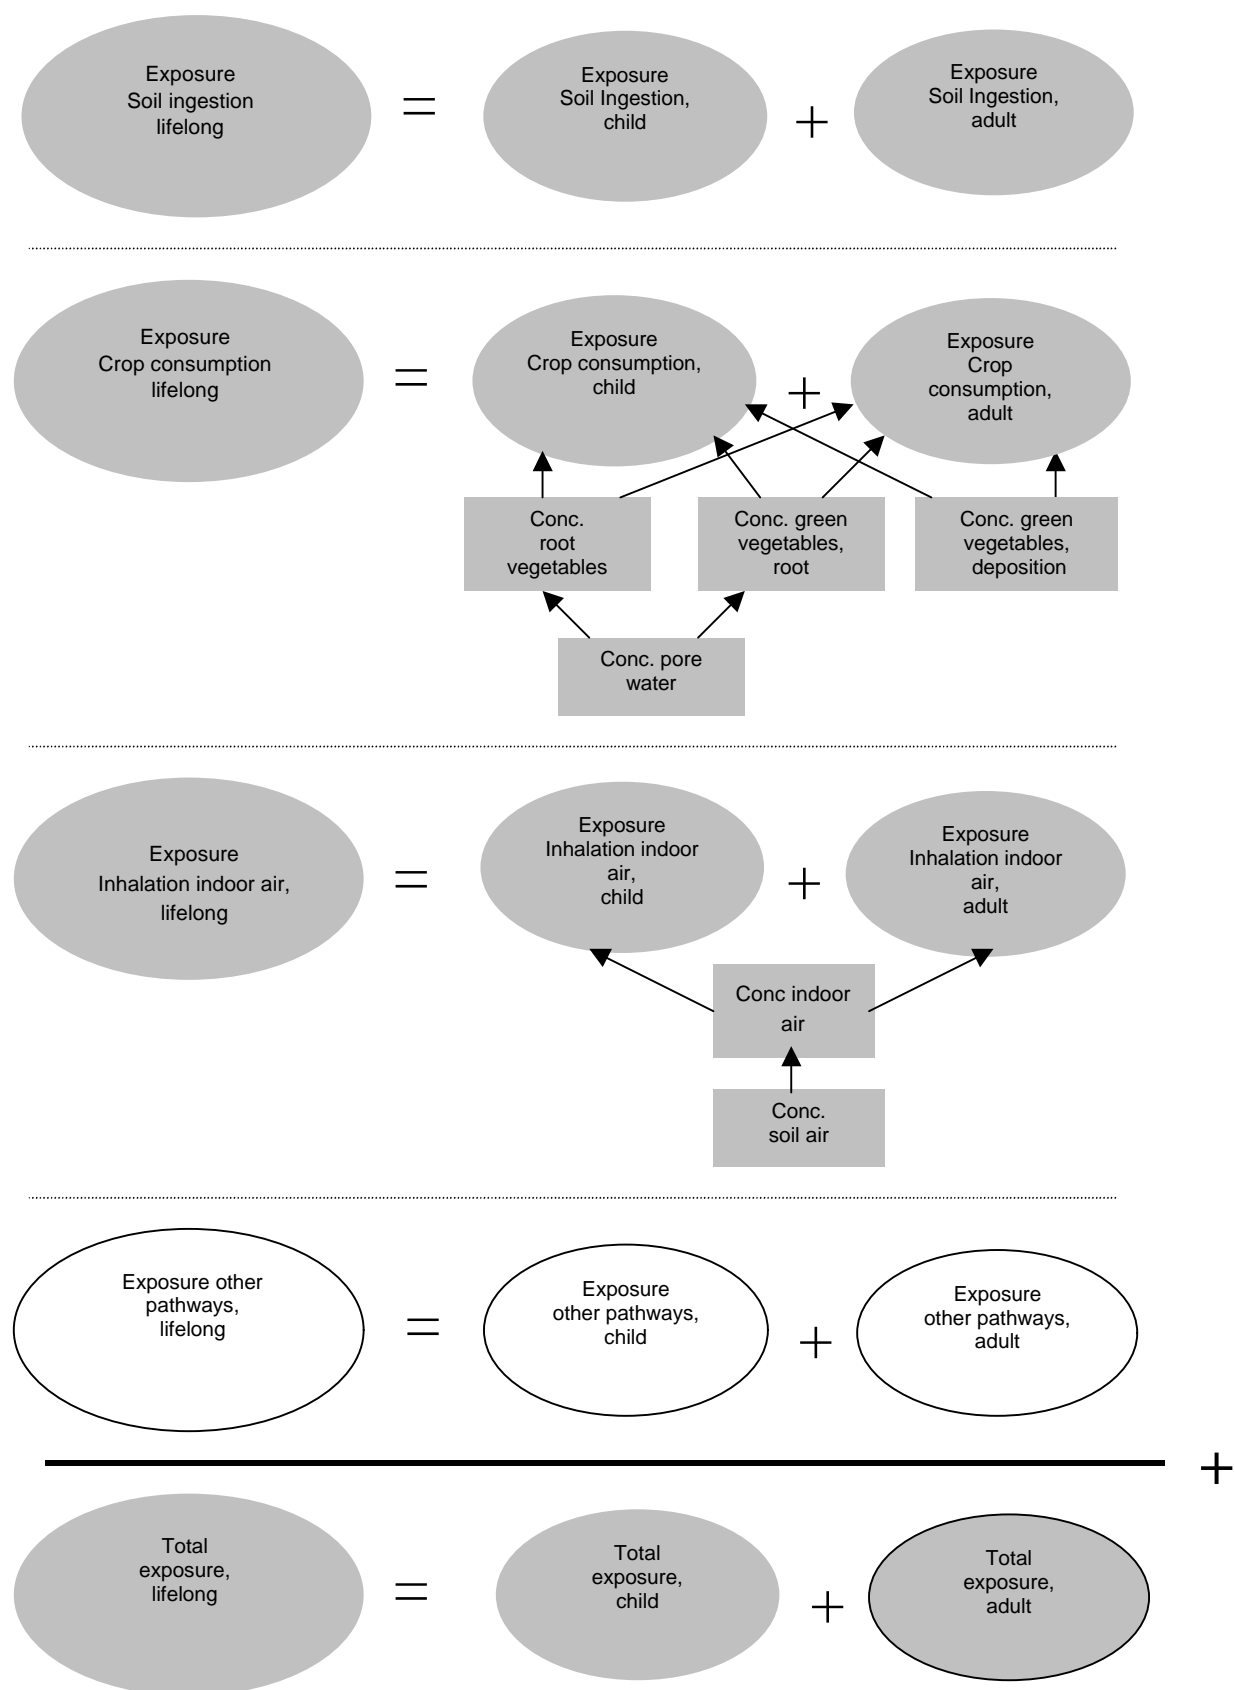 Exposure
Soil ingestion
lifelong
=
Exposure
Soil Ingestion,
child
+
Exposure
Soil Ingestion,
adult
Exposure
Crop consumption
lifelong
=
Exposure
Crop consumption,
child
+
Exposure
Crop
consumption,
adult
Conc.
root
vegetables
Conc. green
vegetables,
root
Conc. green
vegetables,
deposition
Conc. pore
water
Exposure
Inhalation indoor air,
lifelong
=
Exposure
Inhalation indoor
air,
child
+
Exposure
Inhalation indoor
air,
adult
Conc indoor
air
Conc.
soil air
Exposure other
pathways,
lifelong
=
Exposure
other pathways,
child
+
Exposure
other pathways,
adult
+
Total
exposure,
lifelong
=
Total
exposure,
child
+
Total
exposure,
adult